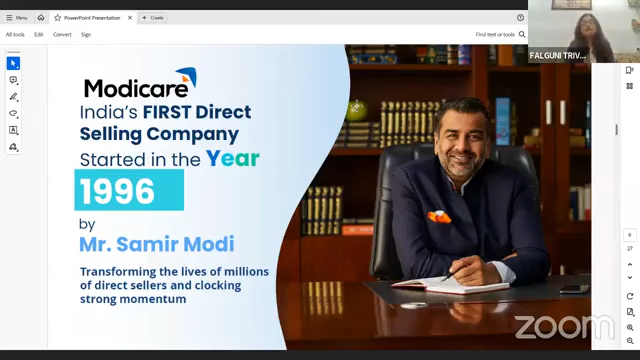 Menu
PowerPoint Presentation
Create
All tools
Edit
Convert
Sign
Find text or tools
FALGUNI TRIV...
Modicare
India's FIRST Direct
Selling Company
Started in the Year
1996
by
Mr. Samir Modi
Transforming the lives of millions
of direct sellers and clocking
strong momentum
8
27
zoom